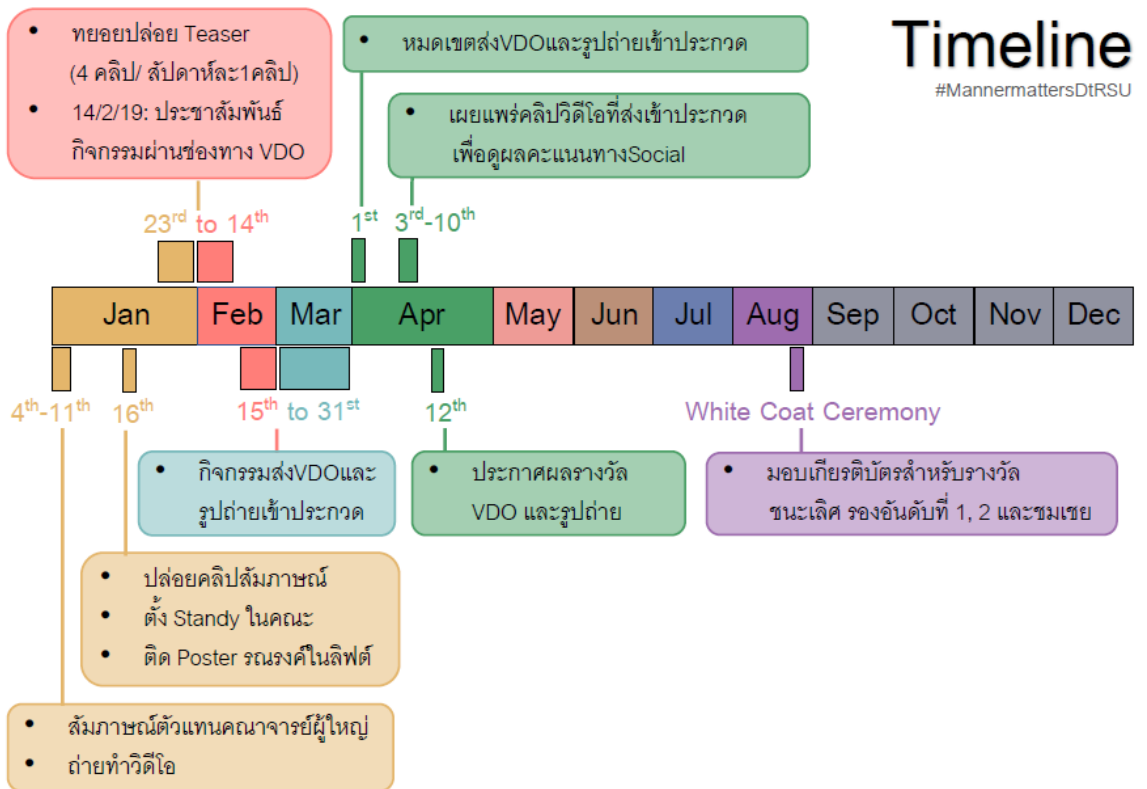 Timeline
#MannermattersDtRSU
• ทยอยปล่อย Teaser
(4 คลิป/ สัปดาห์ละ1คลิป)
• 14/2/19: ประชาสัมพันธ์
กิจกรรมผ่านช่องทาง VDO
• หมดเขตส่งVDOและรูปถ่ายเข้าประกวด
• เผยแพร่คลิปวิดีโอที่ส่งเข้าประกวด
เพื่อดูผลคะแนนทางSocial
23rd to 14th
1st
3rd-10th
Jan Feb Mar Apr May Jun Jul Aug Sep Oct Nov Dec
4th-11th
16th
15th to 31st
12th
White Coat Ceremony
• กิจกรรมส่งVDOและ
รูปถ่ายเข้าประกวด
• ประกาศผลรางวัล
VDO และรูปถ่าย
• มอบเกียรติบัตรสำหรับรางวัล
ชนะเลิศ รองอันดับที่ 1, 2 และชมเชย
• ปล่อยคลิปสัมภาษณ์
• ตั้ง Standy ในคณะ
• ติด Poster รณรงค์ในลิฟต์
• สัมภาษณ์ตัวแทนคณาจารย์ผู้ใหญ่
• ถ่ายทำวิดีโอ